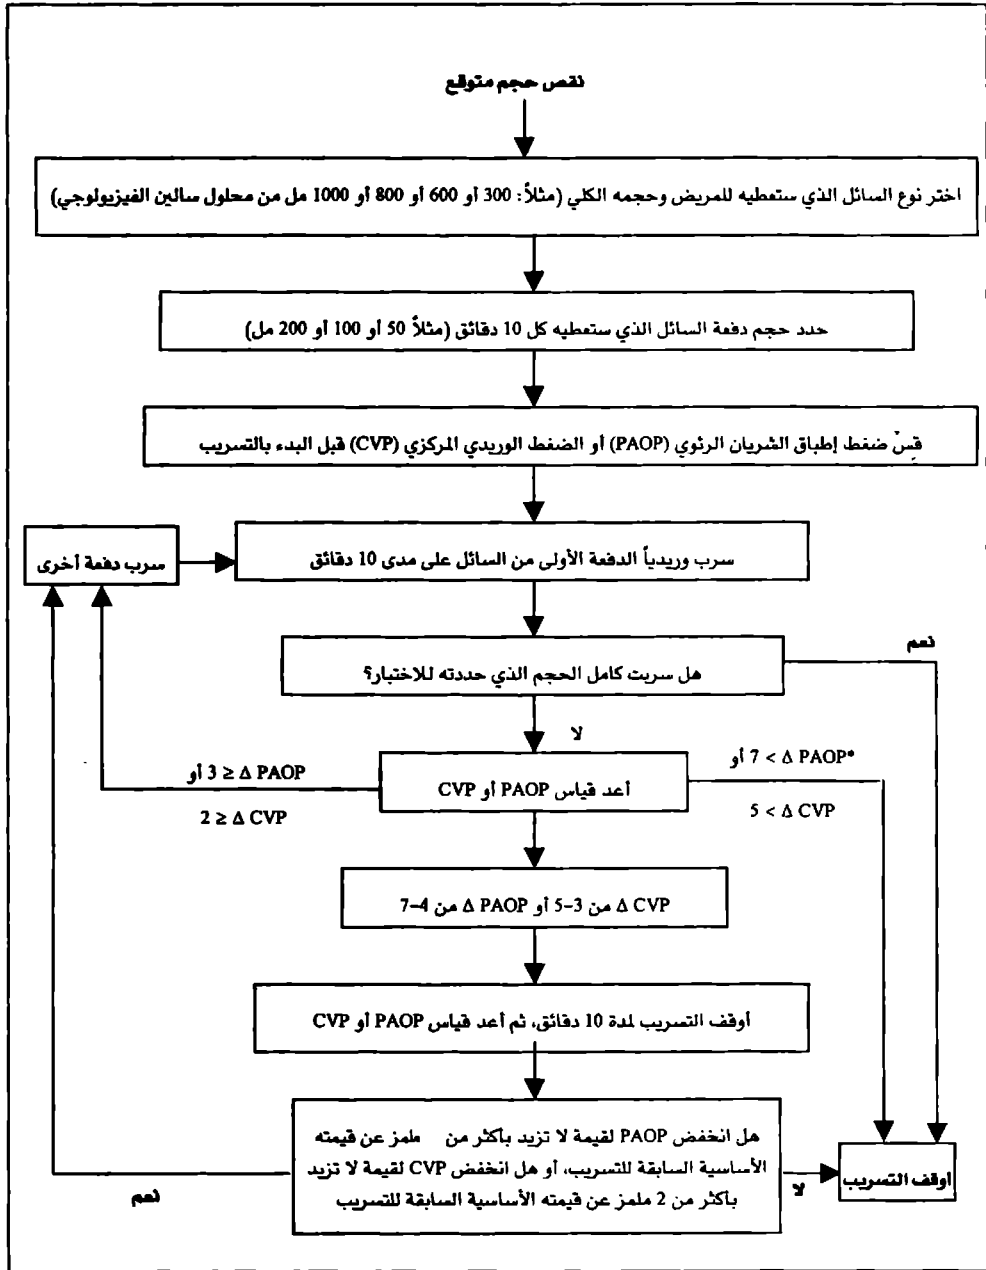 نقص حجم متوقع
اختر نوع السائل الذي ستعطيه للمريض وحجمه الكلي (مثلاً: 300 أو 600 أو 800 أو 1000 مل من محلول سالين الفيزيولوجي)
حدد حجم دفعة السائل الذي ستعطيه كل 10 دقائق (مثلاً 50 أو 100 أو 200 مل)
قِسْ ضغط إطباق الشريان الرئوي (PAOP) أو الضغط الوريدي المركزي (CVP) قبل البدء بالتسريب
سرب دفعة أخرى
سرب وريدياً الدفعة الأولى من السائل على مدى 10 دقائق
نعم
هل سربت كامل الحجم الذي حددته للاختبار؟
لا
7 < Δ PAOP* أو
5 < Δ CVP
أعد قياس PAOP أو CVP
3 ≥ Δ PAOP أو
2 ≥ Δ CVP
Δ CVP من 3-5 أو Δ PAOP من 4-7
أوقف التسريب لمدة 10 دقائق، ثم أعد قياس PAOP أو CVP
هل انخفض PAOP لقيمة لا تزيد بأكثر من ملمز عن قيمته
الأساسية السابقة للتسريب، أو هل انخفض CVP لقيمة لا تزيد
بأكثر من 2 ملمز عن قيمته الأساسية السابقة للتسريب
نعم
لا
أوقف التسريب